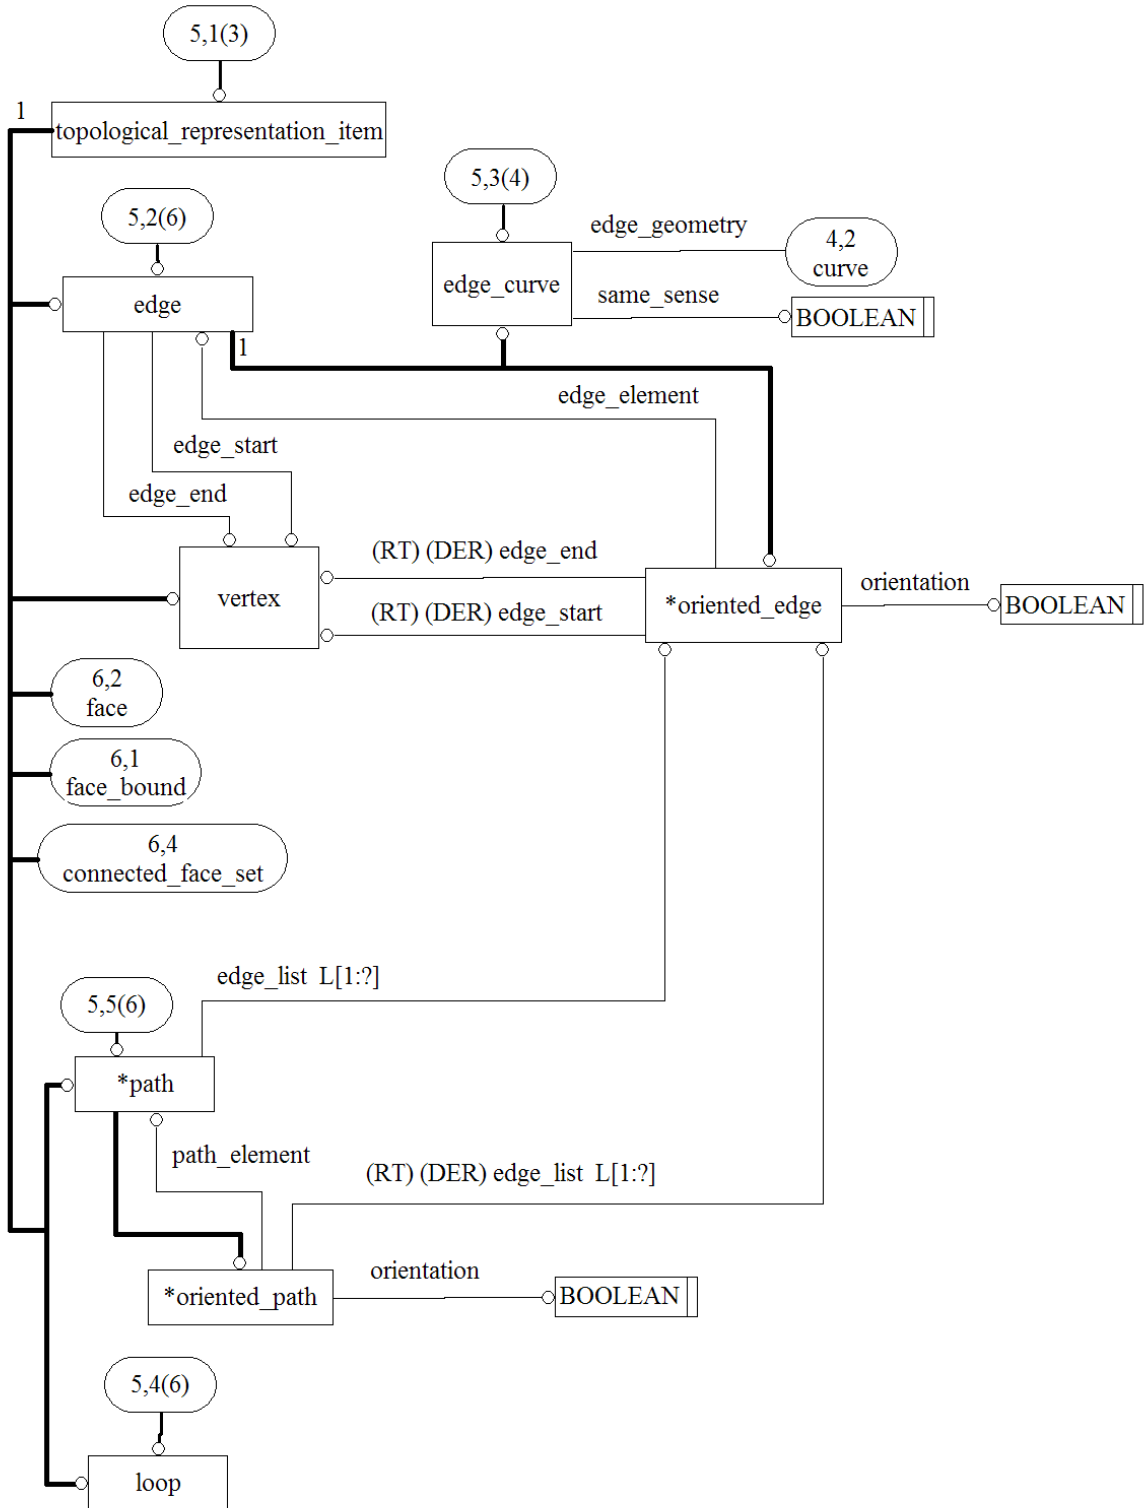 5,1(3)
1
topological_representation_item
5,3(4)
5,2(6)
edge_geometry
4,2
curve
edge_curve
same_sense
BOOLEAN
edge
1
edge_element
edge_start
edge_end
(RT) (DER) edge_end
orientation
vertex
*oriented_edge
BOOLEAN
(RT) (DER) edge_start
6,2
face
6,1
face_bound
6,4
connected_face_set
edge_list L[1:?]
5,5(6)
*path
path_element
(RT) (DER) edge_list L[1:?]
orientation
*oriented_path
BOOLEAN
5,4(6)
loop